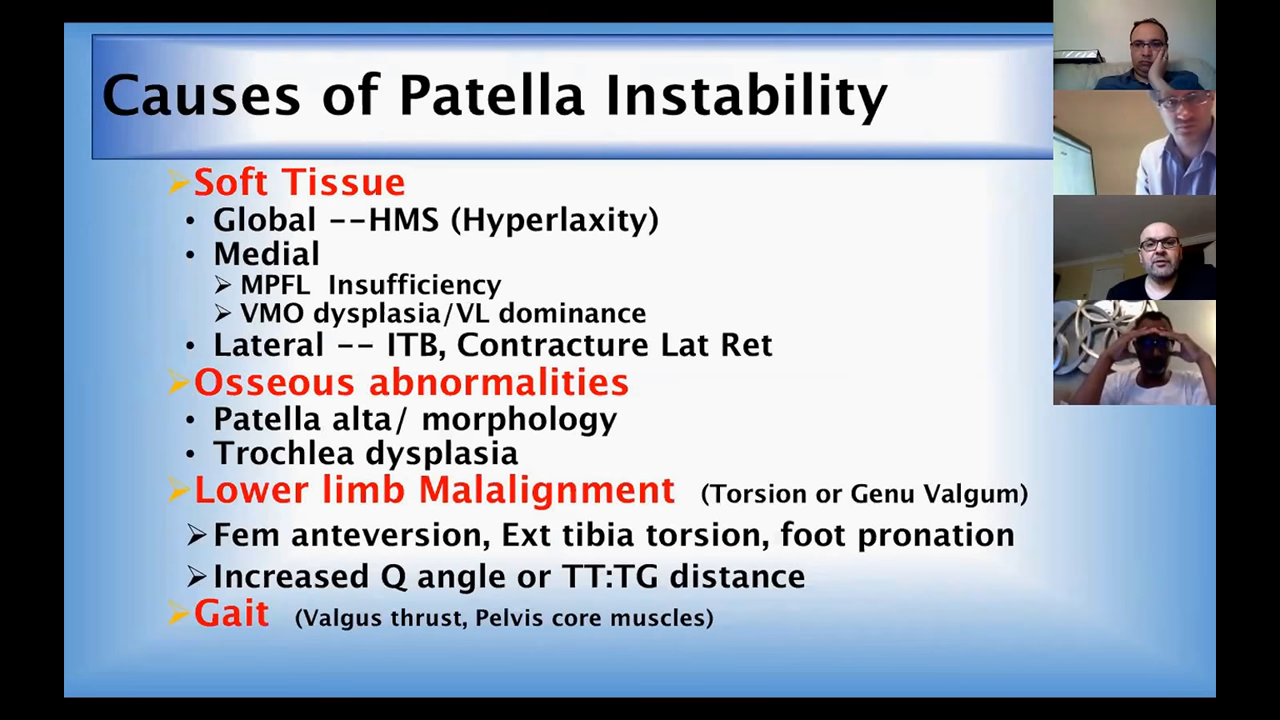 Causes of Patella Instability
Soft Tissue
Global --HMS (Hyperlaxity)
Medial
MPFL Insufficiency
VMO dysplasia/VL dominance
Lateral -- ITB, Contracture Lat Ret
Osseous abnormalities
Patella alta/ morphology
Trochlea dysplasia
Lower limb Malalignment (Torsion or Genu Valgum)
Fem anteversion, Ext tibia torsion, foot pronation
Increased Q angle or TT:TG distance
Gait (Valgus thrust, Pelvis core muscles)